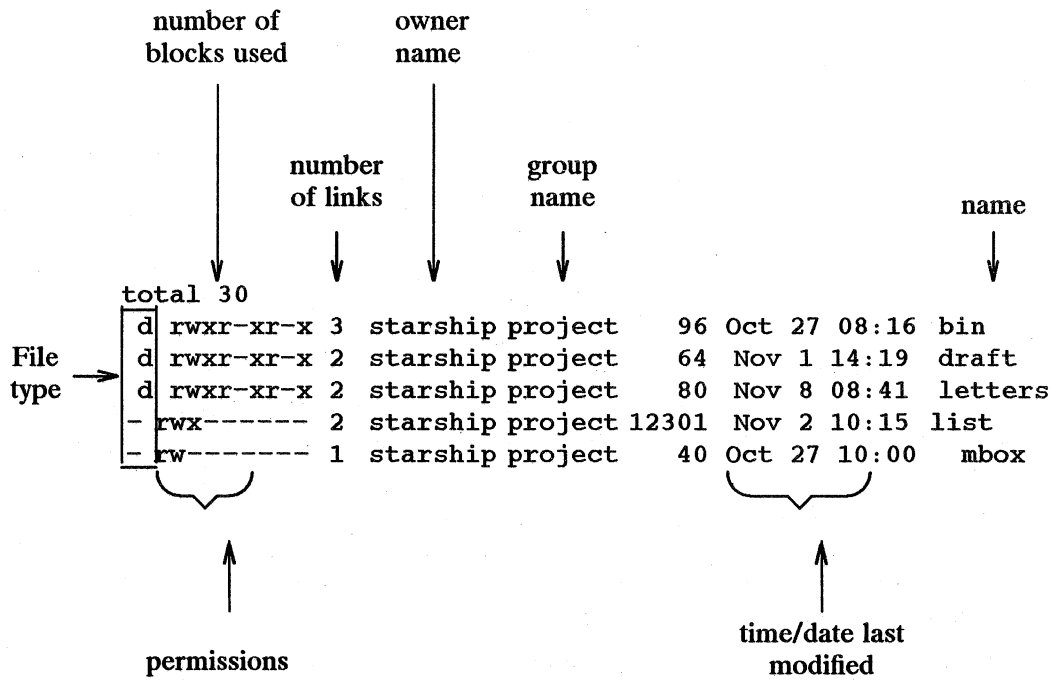 number of
blocks used
owner
name
number
of links
group
name
name
total 30
d rwxr-xr-x 3 starship project 96 Oct 27 08:16 bin
d rwxr-xr-x 2 starship project 64 Nov 1 14:19 draft
d rwxr-xr-x 2 starship project 80 Nov 8 08:41 letters
- rwx------ 2 starship project 12301 Nov 2 10:15 list
- rw------- 1 starship project 40 Oct 27 10:00 mbox
File
type
permissions
time/date last
modified